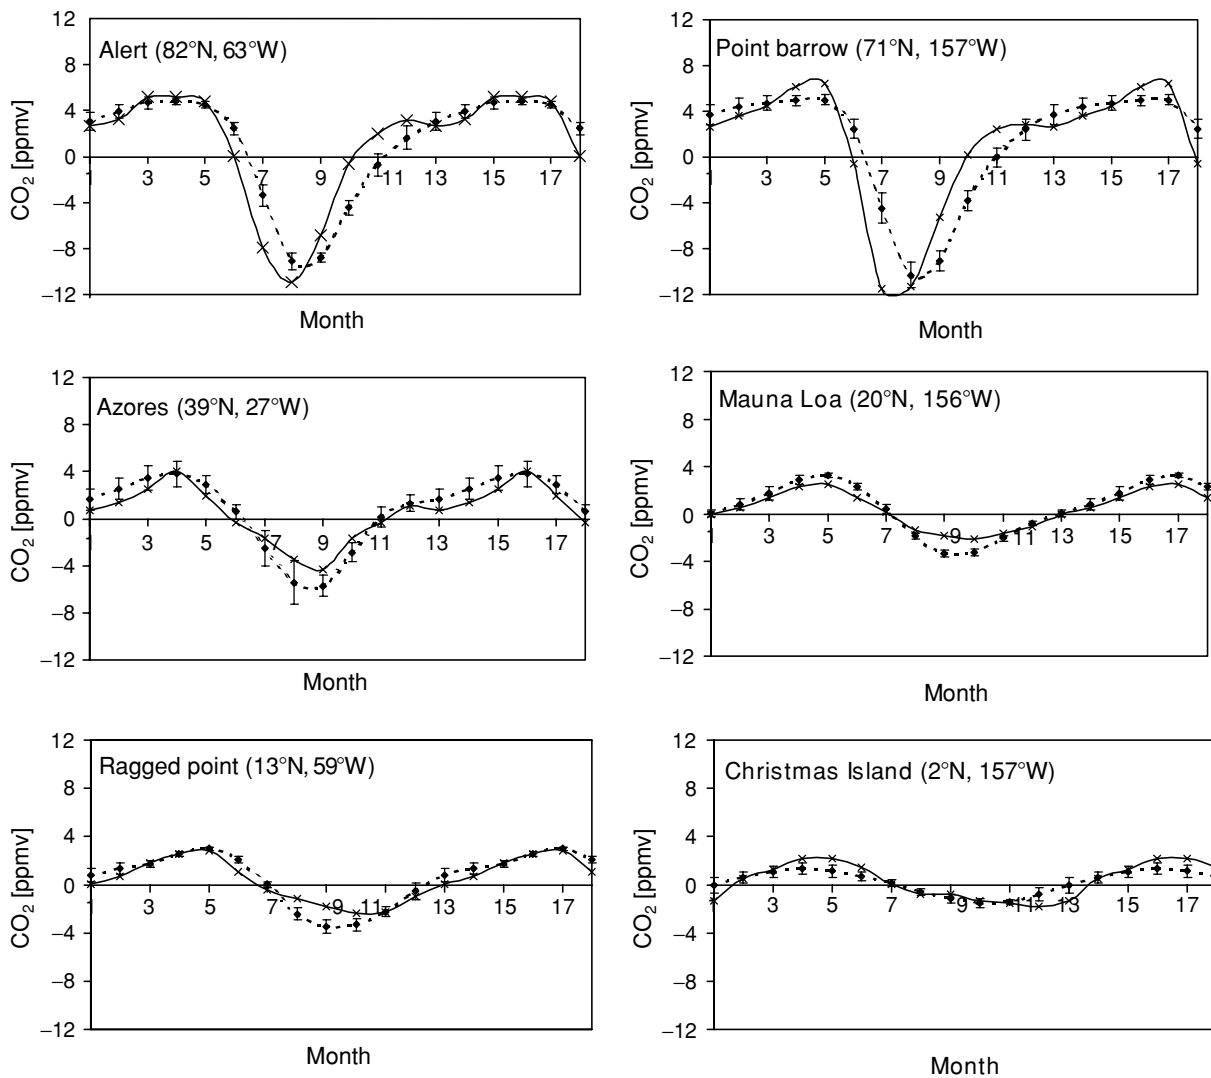 12
8
4
0
−4
−8
−12
CO2 [ppmv]
Alert (82°N, 63°W)
1 3 5 7 9 11 13 15 17
Month
12
8
4
0
−4
−8
−12
CO2 [ppmv]
Point barrow (71°N, 157°W)
1 3 5 7 9 11 13 15 17
Month
12
8
4
0
−4
−8
−12
CO2 [ppmv]
Azores (39°N, 27°W)
1 3 5 7 9 11 13 15 17
Month
12
8
4
0
−4
−8
−12
CO2 [ppmv]
Mauna Loa (20°N, 156°W)
1 3 5 7 9 11 13 15 17
Month
12
8
4
0
−4
−8
−12
CO2 [ppmv]
Ragged point (13°N, 59°W)
1 3 5 7 9 11 13 15 17
Month
12
8
4
0
−4
−8
−12
CO2 [ppmv]
Christmas Island (2°N, 157°W)
1 3 5 7 9 11 13 15 17
Month